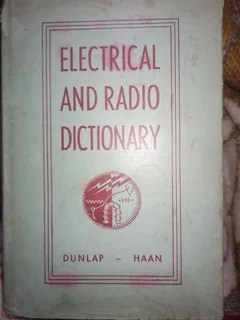 ELECTRICAL
AND RADIO
DICTIONARY
DUNLAP - HAAN